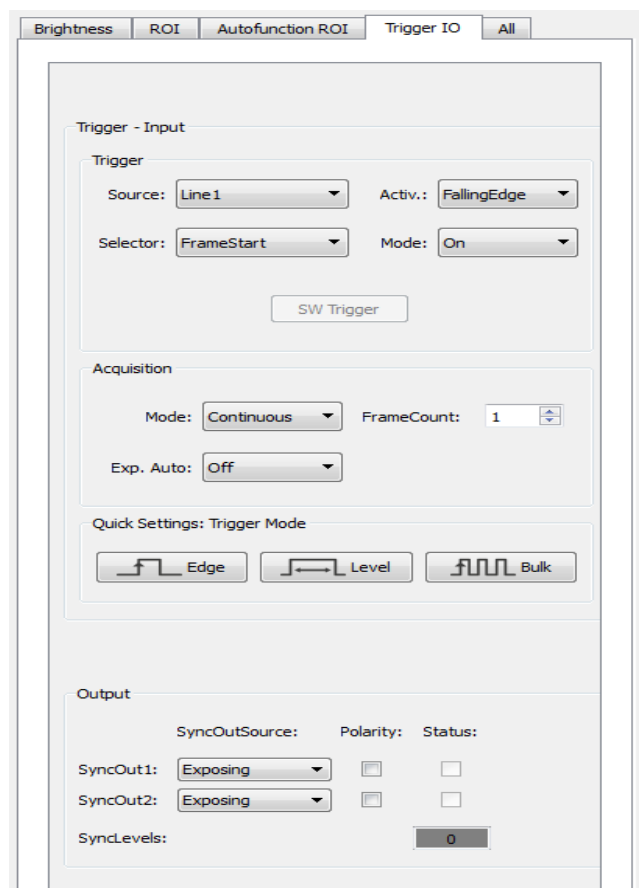 Brightness ROI Autofunction ROI Trigger IO All
Trigger - Input
Trigger
Source: Line1 Activ.: FallingEdge
Selector: FrameStart Mode: On
SW Trigger
Acquisition
Mode: Continuous FrameCount: 1
Exp. Auto: Off
Quick Settings: Trigger Mode
Edge Level Bulk
Output
SyncOutSource: Polarity: Status:
SyncOut1: Exposing
SyncOut2: Exposing
SyncLevels: 0